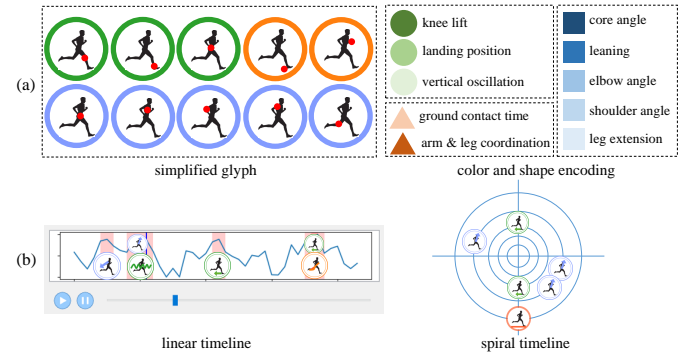 (a)
simplified glyph
knee lift
landing position
vertical oscillation
ground contact time
arm & leg coordination
core angle
leaning
elbow angle
shoulder angle
leg extension
color and shape encoding
(b)
linear timeline
spiral timeline